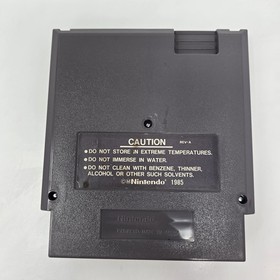 CAUTION
REV-A
● DO NOT STORE IN EXTREME TEMPERATURES.
● DO NOT IMMERSE IN WATER.
● DO NOT CLEAN WITH BENZENE, THINNER,
ALCOHOL OR OTHER SUCH SOLVENTS.
©Nintendo 1985